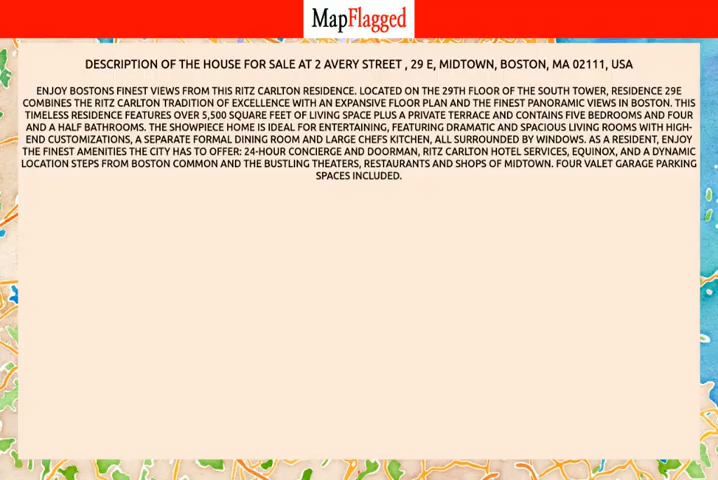 MapFlagged
DESCRIPTION OF THE HOUSE FOR SALE AT 2 AVERY STREET , 29 E, MIDTOWN, BOSTON, MA 02111, USA
ENJOY BOSTONS FINEST VIEWS FROM THIS RITZ CARLTON RESIDENCE. LOCATED ON THE 29TH FLOOR OF THE SOUTH TOWER, RESIDENCE 29E
COMBINES THE RITZ CARLTON TRADITION OF EXCELLENCE WITH AN EXPANSIVE FLOOR PLAN AND THE FINEST PANORAMIC VIEWS IN BOSTON. THIS
TIMELESS RESIDENCE FEATURES OVER 5,500 SQUARE FEET OF LIVING SPACE PLUS A PRIVATE TERRACE AND CONTAINS FIVE BEDROOMS AND FOUR
AND A HALF BATHROOMS. THE SHOWPIECE HOME IS IDEAL FOR ENTERTAINING, FEATURING DRAMATIC AND SPACIOUS LIVING ROOMS WITH HIGH-
END CUSTOMIZATIONS, A SEPARATE FORMAL DINING ROOM AND LARGE CHEFS KITCHEN, ALL SURROUNDED BY WINDOWS. AS A RESIDENT, ENJOY
THE FINEST AMENITIES THE CITY HAS TO OFFER: 24-HOUR CONCIERGE AND DOORMAN, RITZ CARLTON HOTEL SERVICES, EQUINOX, AND A DYNAMIC
LOCATION STEPS FROM BOSTON COMMON AND THE BUSTLING THEATERS, RESTAURANTS AND SHOPS OF MIDTOWN. FOUR VALET GARAGE PARKING
SPACES INCLUDED.